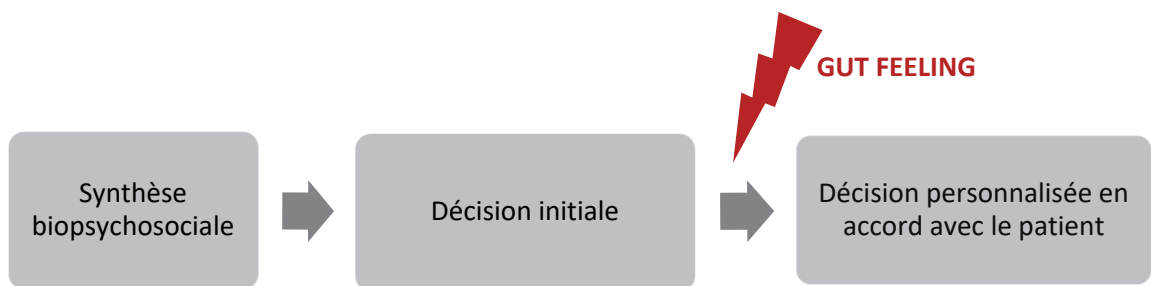 GUT FEELING
Synthèse
biopsychosociale
Décision initiale
Décision personnalisée en
accord avec le patient